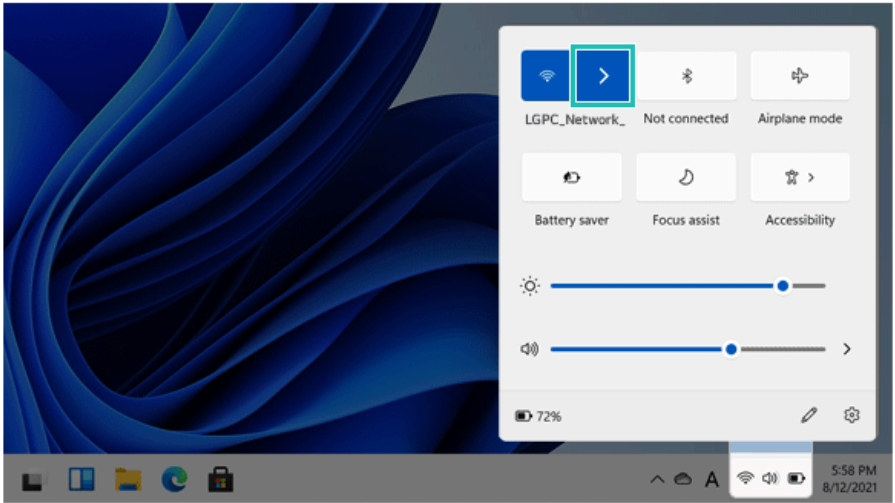 LGPC_Network_
Not connected
Airplane mode
Battery saver
Focus assist
Accessibility
72%
A
5:58 PM
8/12/2021